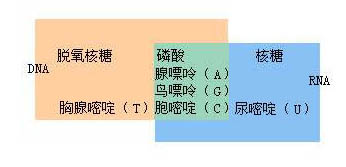 脱氧核糖 磷酸 核糖
DNA
腺嘌呤（A）
RNA
鸟嘌呤（G）
胸腺嘧啶（T） 胞嘧啶（C） 尿嘧啶（U）